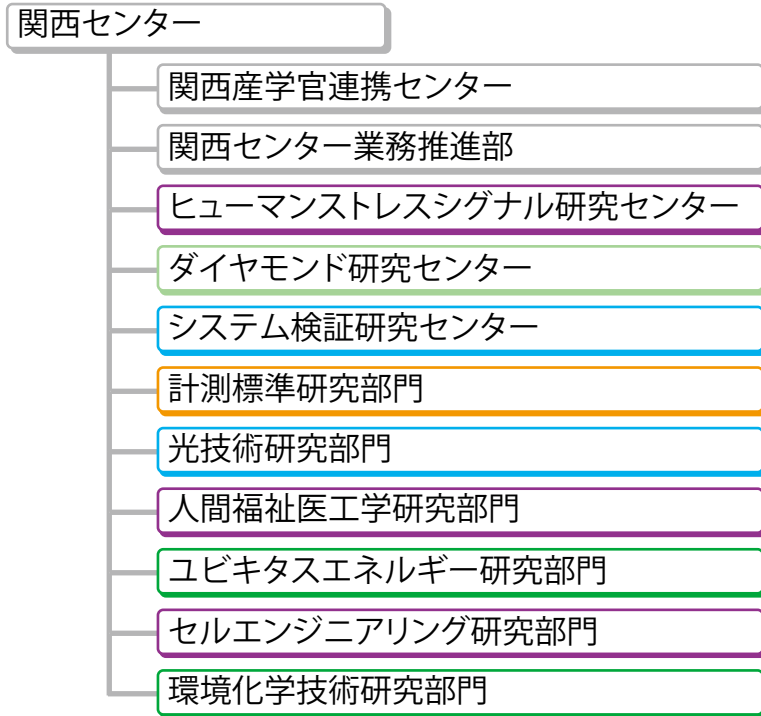 関西センター
関西産学官連携センター
関西センター業務推進部
ヒューマンストレスシグナル研究センター
ダイヤモンド研究センター
システム検証研究センター
計測標準研究部門
光技術研究部門
人間福祉医工学研究部門
ユビキタスエネルギー研究部門
セルエンジニアリング研究部門
環境化学技術研究部門